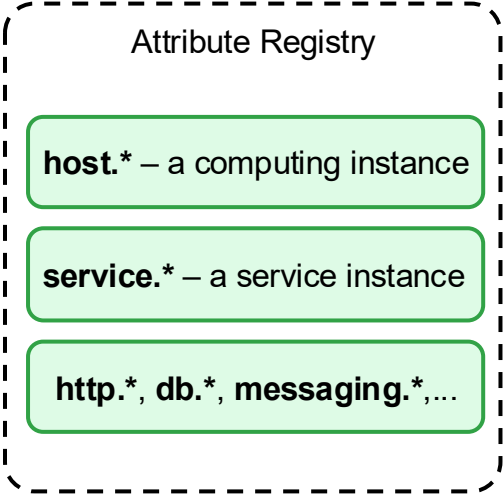 Attribute Registry
host.* – a computing instance
service.* – a service instance
http.*, db.*, messaging.*,...